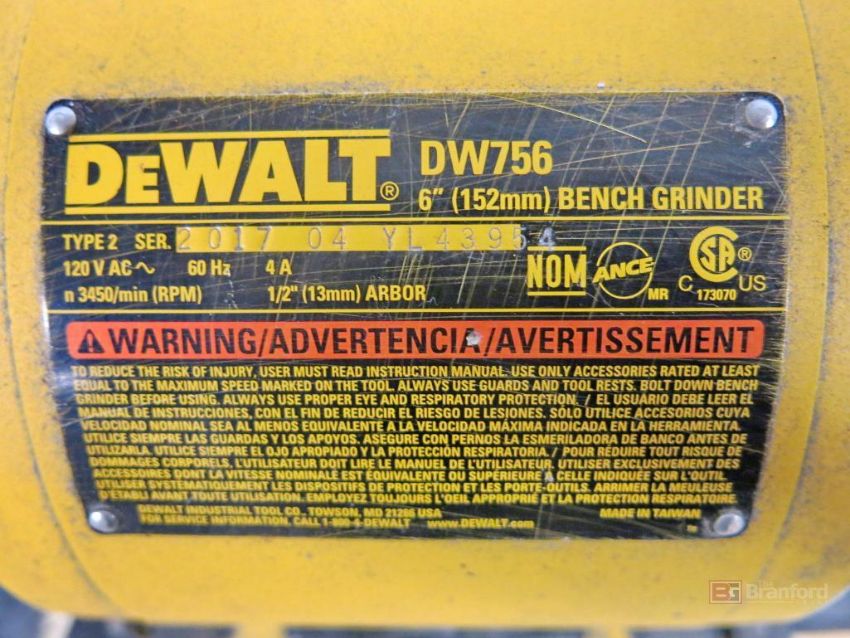 DEWALT®
DW756
6" (152mm) BENCH GRINDER
TYPE 2 SER. 2017 04 YL43954
120 V AC~ 60 Hz 4 A
n 3450/min (RPM) 1/2" (13mm) ARBOR
NOM ANCE MR
SA® C US 173070
WARNING/ADVERTENCIA/AVERTISSEMENT
TO REDUCE THE RISK OF INJURY, USER MUST READ INSTRUCTION MANUAL. USE ONLY ACCESSORIES RATED AT LEAST
EQUAL TO THE MAXIMUM SPEED MARKED ON THE TOOL. ALWAYS USE GUARDS AND TOOL RESTS. BOLT DOWN BENCH
GRINDER BEFORE USING. ALWAYS USE PROPER EYE AND RESPIRATORY PROTECTION. / EL USUARIO DEBE LEER EL
MANUAL DE INSTRUCCIONES, CON EL FIN DE REDUCIR EL RIESGO DE LESIONES. SÓLO UTILICE ACCESORIOS CUYA
VELOCIDAD NOMINAL SEA AL MENOS EQUIVALENTE A LA VELOCIDAD MÁXIMA INDICADA EN LA HERRAMIENTA.
UTILICE SIEMPRE LAS GUARDAS Y LOS APOYOS. ASEGURE CON PERNOS LA ESMERILADORA DE BANCO ANTES DE
UTILIZARLA. UTILICE SIEMPRE EL OJO APROPIADO Y LA PROTECCIÓN RESPIRATORIA. / POUR RÉDUIRE TOUT RISQUE DE
DOMMAGES CORPORELS, L'UTILISATEUR DOIT LIRE LE MANUEL DE L'UTILISATEUR. UTILISER EXCLUSIVEMENT DES
ACCESSOIRES DONT LA VITESSE NOMINALE EST ÉQUIVALENTE OU SUPÉRIEURE À CELLE INDIQUÉE SUR L'OUTIL.
UTILISER SYSTÉMATIQUEMENT LES DISPOSITIFS DE PROTECTION ET LES PORTE-OUTILS. ARRIMER LA MEULEUSE
D'ÉTABLI AVANT TOUTE UTILISATION. EMPLOYEZ TOUJOURS L'OEIL APPROPRIÉ ET LA PROTECTION RESPIRATOIRE.
DEWALT INDUSTRIAL TOOL CO., TOWSON, MD 21286 USA MADE IN TAIWAN
FOR SERVICE INFORMATION, CALL 1-800-4-DEWALT www.DEWALT.com
BG The Branford